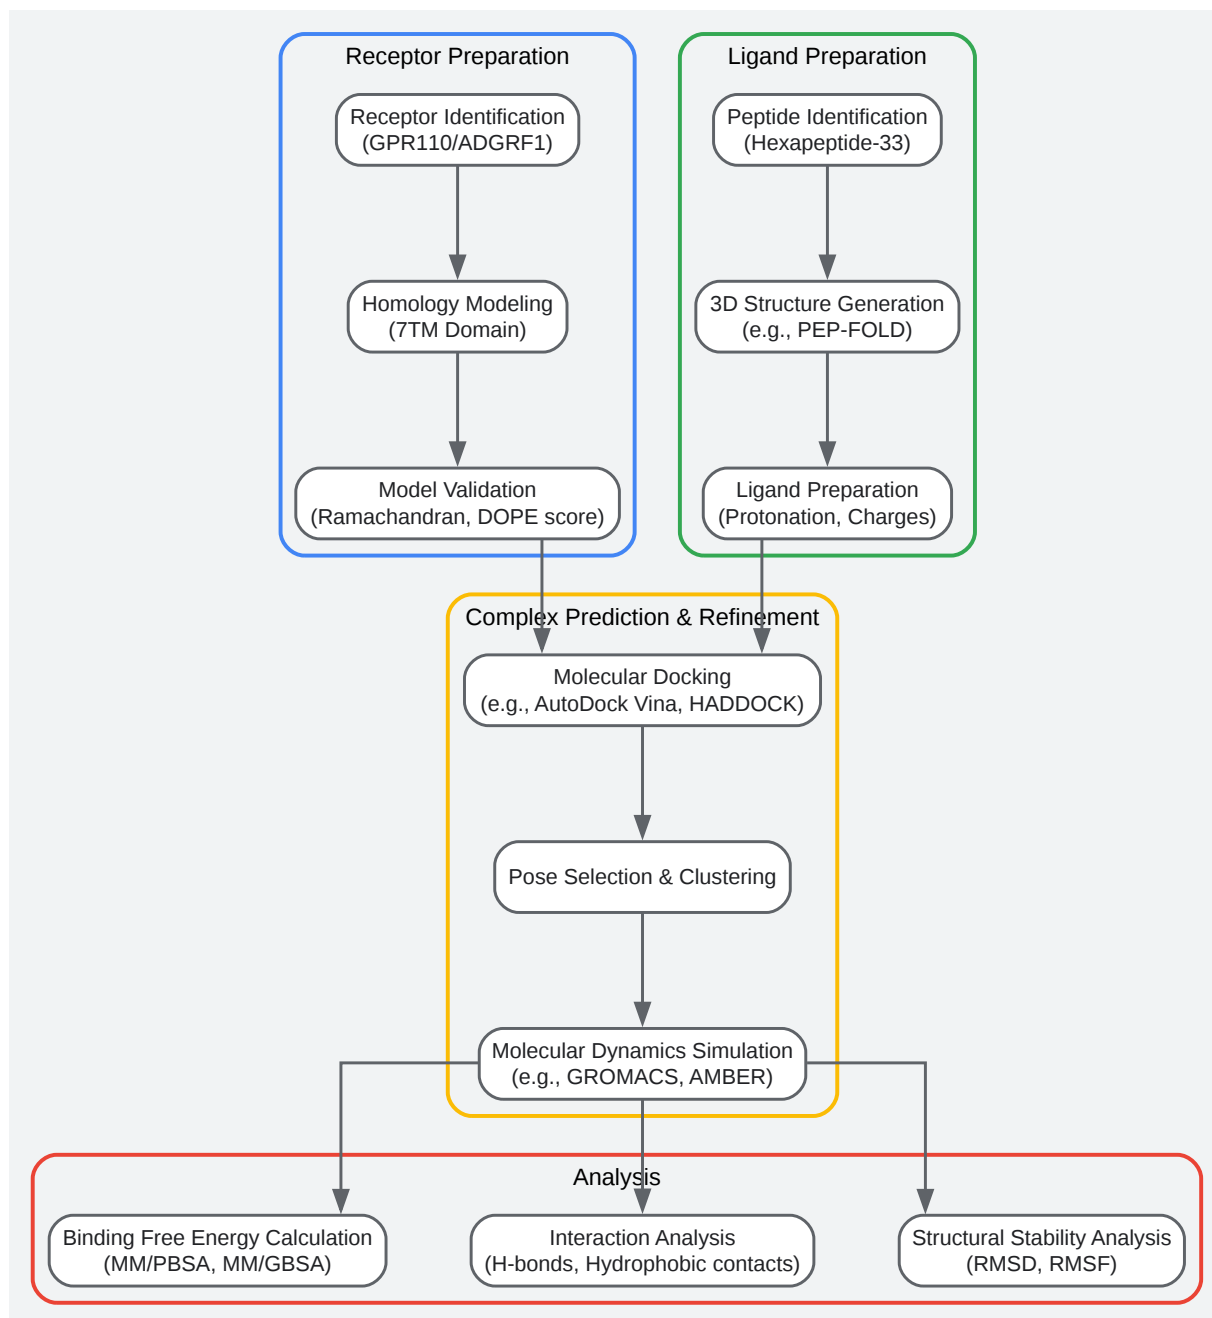 Receptor Preparation
Receptor Identification
(GPR110/ADGRF1)
Homology Modeling
(7TM Domain)
Model Validation
(Ramachandran, DOPE score)
Ligand Preparation
Peptide Identification
(Hexapeptide-33)
3D Structure Generation
(e.g., PEP-FOLD)
Ligand Preparation
(Protonation, Charges)
Complex Prediction & Refinement
Molecular Docking
(e.g., AutoDock Vina, HADDOCK)
Pose Selection & Clustering
Molecular Dynamics Simulation
(e.g., GROMACS, AMBER)
Analysis
Binding Free Energy Calculation
(MM/PBSA, MM/GBSA)
Interaction Analysis
(H-bonds, Hydrophobic contacts)
Structural Stability Analysis
(RMSD, RMSF)